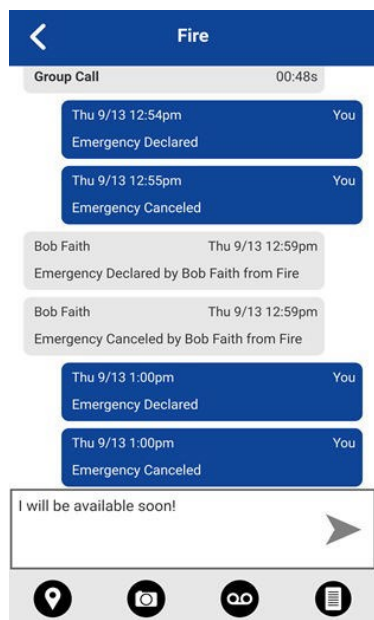 Fire
Group Call 00:48s
Thu 9/13 12:54pm You
Emergency Declared
Thu 9/13 12:55pm You
Emergency Canceled
Bob Faith Thu 9/13 12:59pm
Emergency Declared by Bob Faith from Fire
Bob Faith Thu 9/13 12:59pm
Emergency Canceled by Bob Faith from Fire
Thu 9/13 1:00pm You
Emergency Declared
Thu 9/13 1:00pm You
Emergency Canceled
I will be available soon!